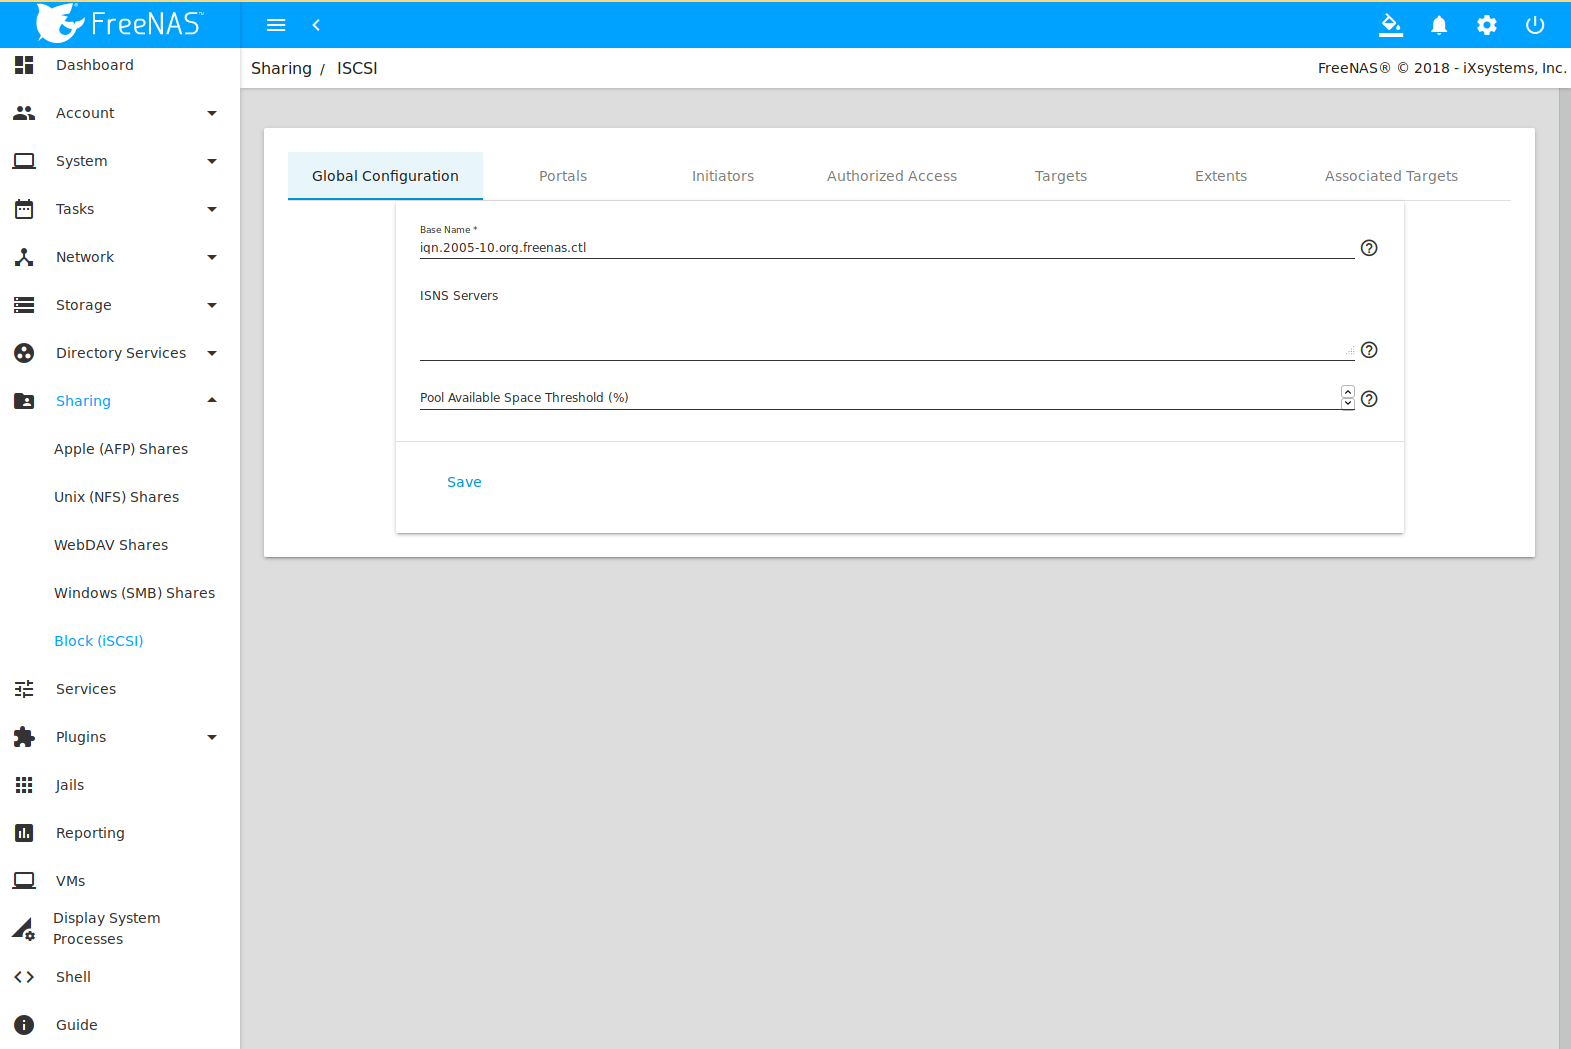 FreeNAS™
Sharing / ISCSI
FreeNAS® © 2018 - iXsystems, Inc.
Dashboard
Account
System
Tasks
Network
Storage
Directory Services
Sharing
Apple (AFP) Shares
Unix (NFS) Shares
WebDAV Shares
Windows (SMB) Shares
Block (iSCSI)
Services
Plugins
Jails
Reporting
VMs
Display System
Processes
Shell
Guide
Global Configuration
Portals
Initiators
Authorized Access
Targets
Extents
Associated Targets
Base Name *
iqn.2005-10.org.freenas.ctl
ISNS Servers
Pool Available Space Threshold (%)
Save